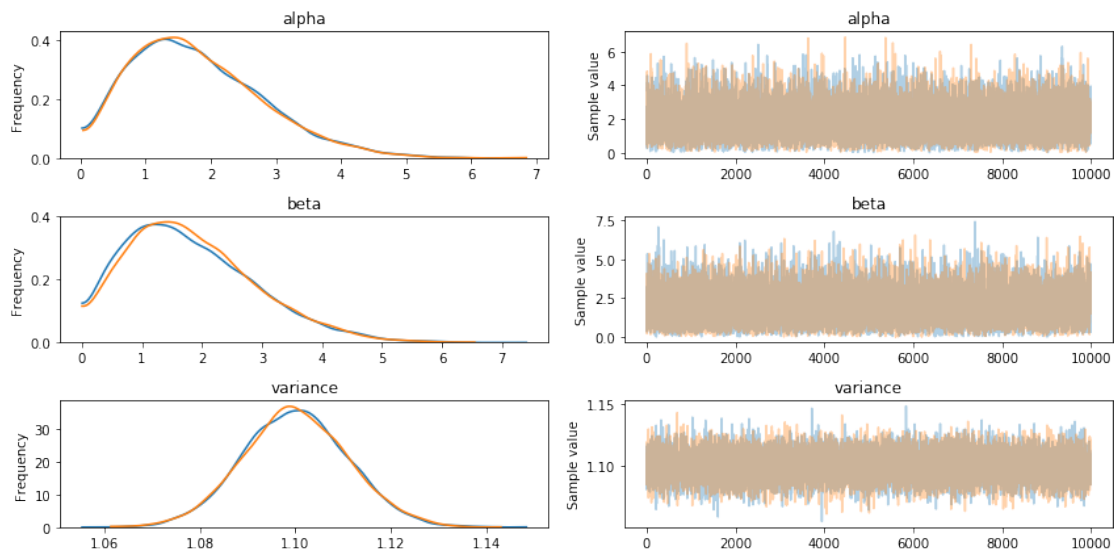 alpha
Frequency
0.4
0.2
0.0
0 1 2 3 4 5 6 7
alpha
Sample value
6
4
2
0
0 2000 4000 6000 8000 10000
beta
Frequency
0.4
0.2
0.0
0 1 2 3 4 5 6 7
beta
Sample value
7.5
5.0
2.5
0.0
0 2000 4000 6000 8000 10000
variance
Frequency
30
20
10
0
1.06 1.08 1.10 1.12 1.14
variance
Sample value
1.15
1.10
0 2000 4000 6000 8000 10000